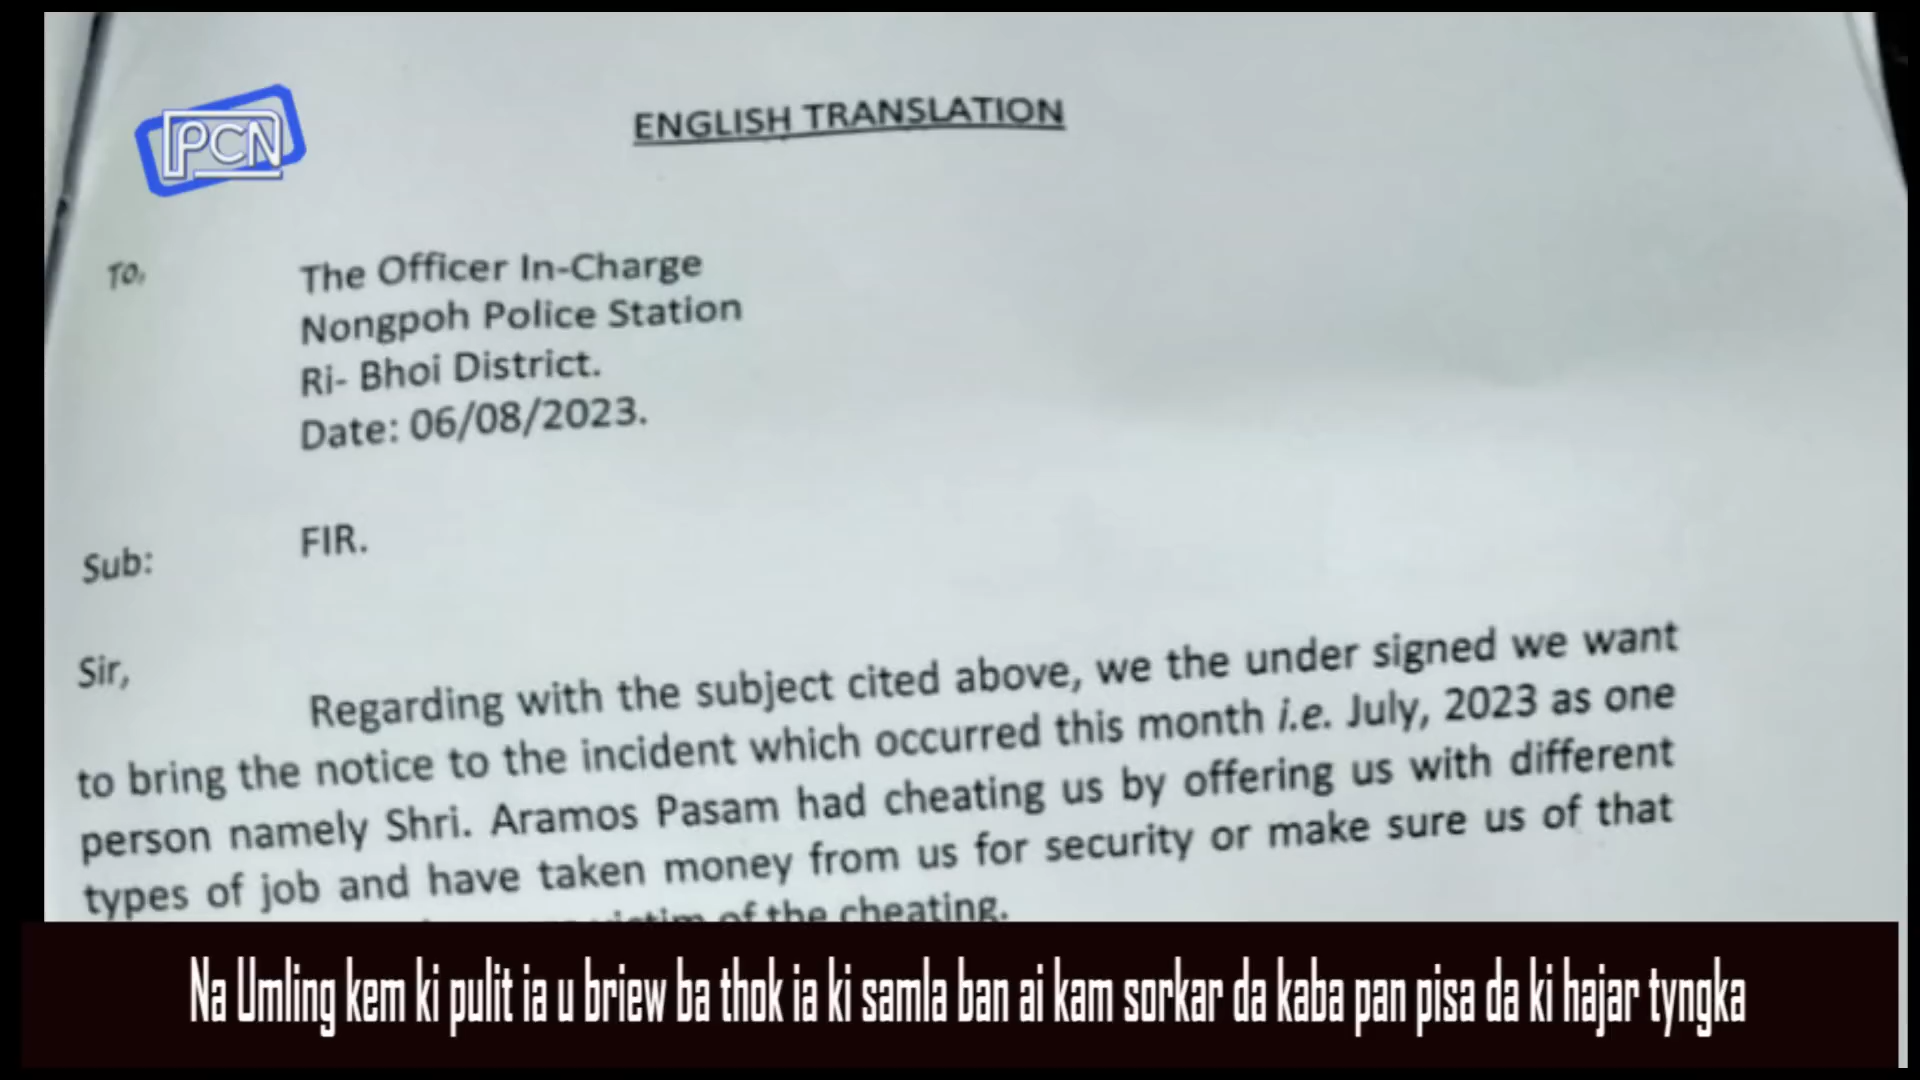 PCN
ENGLISH TRANSLATION
To,
The Officer In-Charge
Nongpoh Police Station
Ri- Bhoi District.
Date: 06/08/2023.
Sub:
FIR.
Sir,
Regarding with the subject cited above, we the under signed we want
to bring the notice to the incident which occurred this month i.e. July, 2023 as one
person namely Shri. Aramos Pasam had cheating us by offering us with different
types of job and have taken money from us for security or make sure us of that
victim of the cheating.
Na Umling kem ki pulit ia u briew ba thok ia ki samla ban ai kam sorkar da kaba pan pisa da ki hajar tyngka